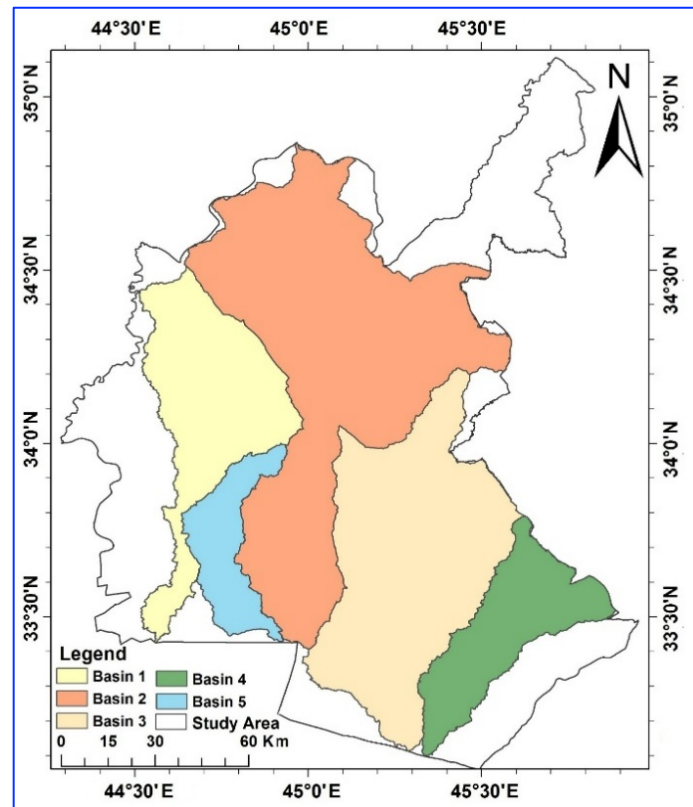 44°30'E 45°0'E 45°30'E
N
35°0'N 35°0'N
34°30'N 34°30'N
34°0'N 34°0'N
33°30'N 33°30'N
Legend
Basin 1 Basin 4
Basin 2 Basin 5
Basin 3 Study Area
0 15 30 60 Km
44°30'E 45°0'E 45°30'E